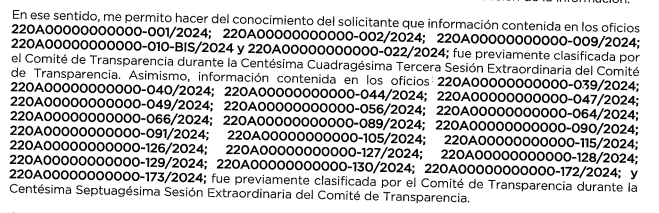 En ese sentido, me permito hacer del conocimiento del solicitante que información contenida en los oficios
220A00000000000-001/2024; 220A00000000000-002/2024; 220A00000000000-009/2024;
220A00000000000-010-BIS/2024 y 220A00000000000-022/2024; fue previamente clasificada por
el Comité de Transparencia durante la Centésima Cuadragésima Tercera Sesión Extraordinaria del Comité
de Transparencia. Asimismo, información contenida en los oficios 220A00000000000-039/2024;
220A00000000000-040/2024; 220A00000000000-044/2024; 220A00000000000-047/2024;
220A00000000000-049/2024; 220A00000000000-056/2024; 220A00000000000-064/2024;
220A00000000000-066/2024; 220A00000000000-089/2024; 220A00000000000-090/2024;
220A00000000000-091/2024; 220A00000000000-105/2024; 220A00000000000-115/2024;
220A00000000000-126/2024; 220A00000000000-127/2024; 220A00000000000-128/2024;
220A00000000000-129/2024; 220A00000000000-130/2024; 220A00000000000-172/2024; y
220A00000000000-173/2024; fue previamente clasificada por el Comité de Transparencia durante la
Centésima Septuagésima Sesión Extraordinaria del Comité de Transparencia.